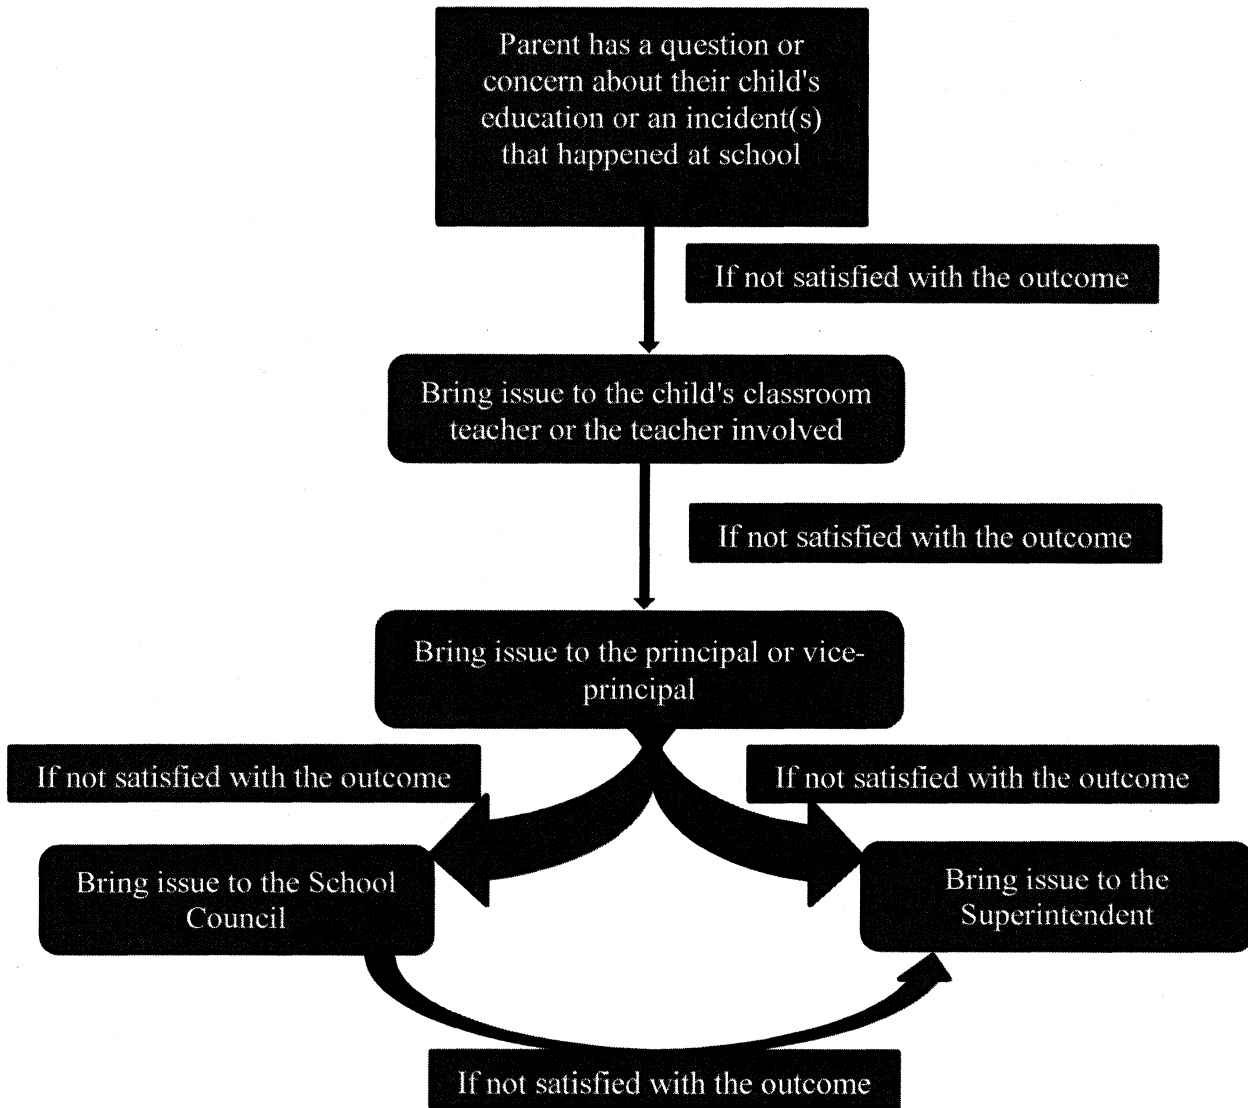 Parent has a question or
concern about their child's
education or an incident(s)
that happened at school
If not satisfied with the outcome
Bring issue to the child's classroom
teacher or the teacher involved
If not satisfied with the outcome
Bring issue to the principal or vice-
principal
If not satisfied with the outcome
If not satisfied with the outcome
Bring issue to the School
Council
Bring issue to the
Superintendent
If not satisfied with the outcome